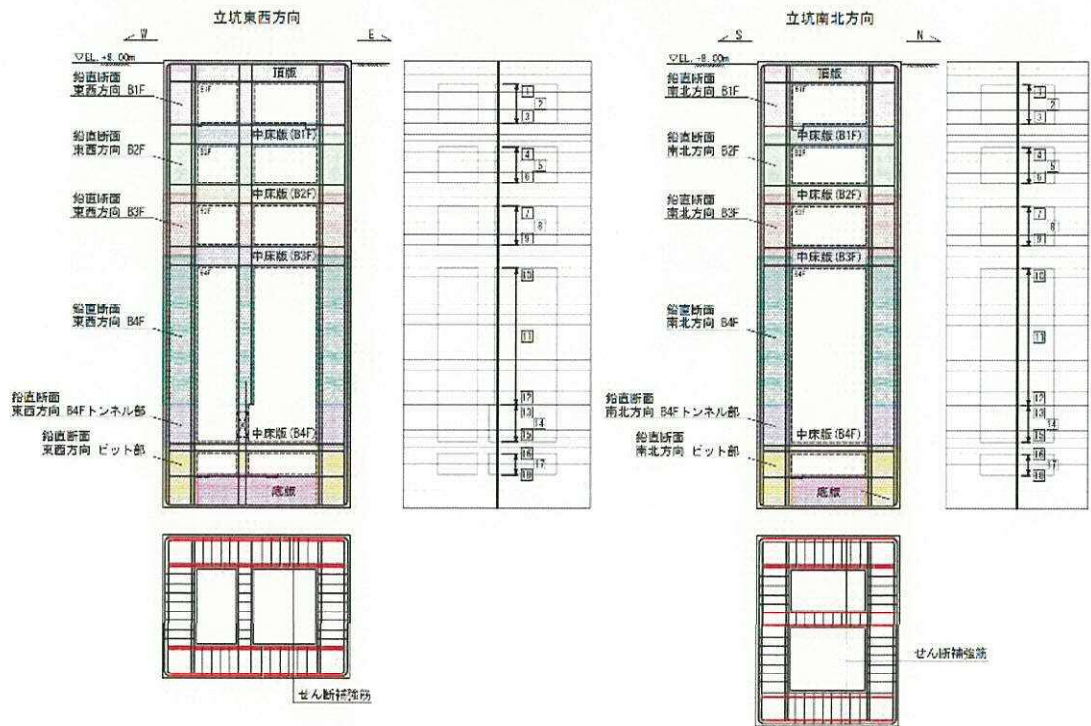 立坑東西方向
W
E
▽EL.+8.00m
鉛直断面
東西方向 B1F
鉛直断面
東西方向 B2F
鉛直断面
東西方向 B3F
鉛直断面
東西方向 B4F
鉛直断面
東西方向 B4Fトンネル部
鉛直断面
東西方向 ピット部
頂版
B1F
中床版(B1F)
B2F
中床版(B2F)
中床版(B3F)
B4F
中床版(B4F)
底版
1
2
3
4
5
6
7
8
9
10
11
12
13
14
15
16
17
18
せん断補強筋
立坑南北方向
S
N
鉛直断面
南北方向 B1F
鉛直断面
南北方向 B2F
鉛直断面
南北方向 B3F
鉛直断面
南北方向 B4F
鉛直断面
南北方向 B4Fトンネル部
鉛直断面
南北方向 ピット部
頂版
B1F
中床版(B1F)
B2F
中床版(B2F)
中床版(B3F)
B4F
中床版(B4F)
底版
1
2
3
4
5
6
7
8
9
10
11
12
13
14
15
16
17
18
せん断補強筋